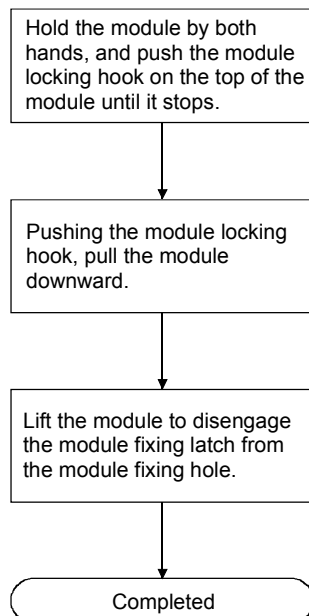 Hold the module by both
hands, and push the module
locking hook on the top of the
module until it stops.
Pushing the module locking
hook, pull the module
downward.
Lift the module to disengage
the module fixing latch from
the module fixing hole.
Completed